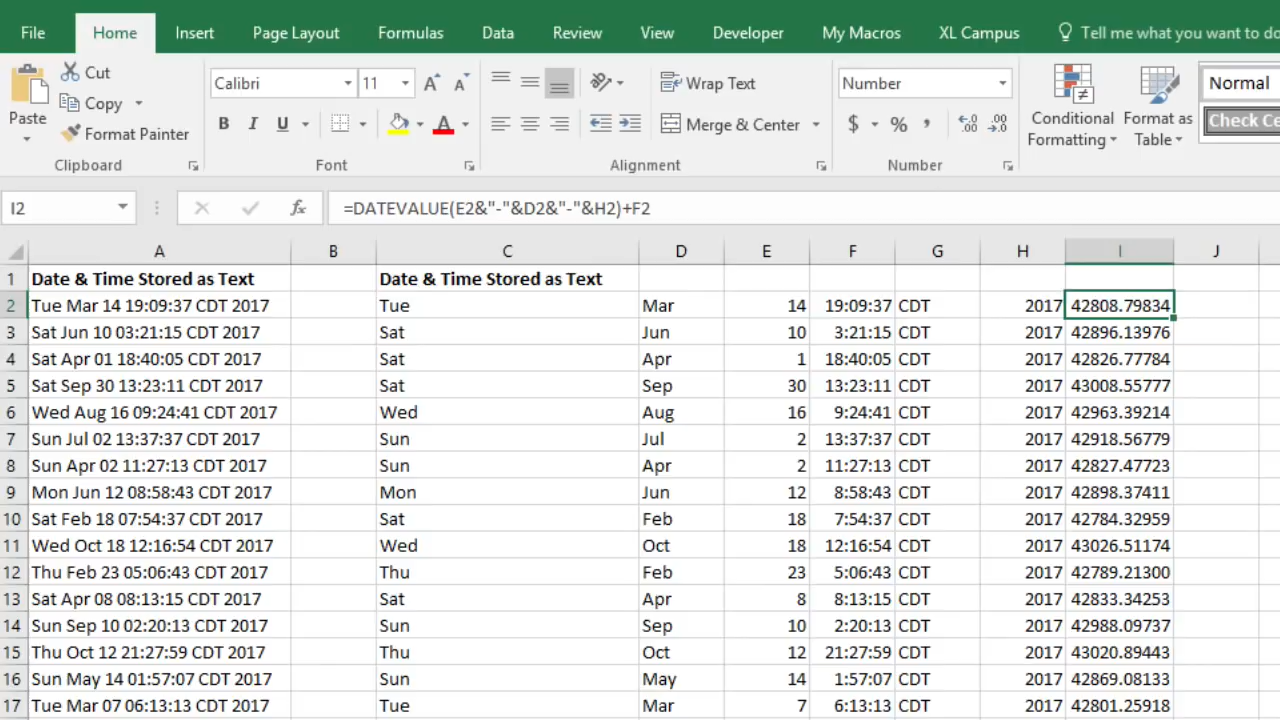 File Home Insert Page Layout Formulas Data Review View Developer My Macros XL Campus Tell me what you want to do
Cut
Copy
Format Painter
Paste
Clipboard
Calibri 11
B I U
Font
Wrap Text
Merge & Center
Alignment
Number
$ % ,
Number
Conditional Formatting
Format as Table
Normal
Check Ce
I2 fx =DATEVALUE(E2&"-"&D2&"-"&H2)+F2
A B C D E F G H I J
1 Date & Time Stored as Text Date & Time Stored as Text
2 Tue Mar 14 19:09:37 CDT 2017 Tue Mar 14 19:09:37 CDT 2017 42808.79834
3 Sat Jun 10 03:21:15 CDT 2017 Sat Jun 10 3:21:15 CDT 2017 42896.13976
4 Sat Apr 01 18:40:05 CDT 2017 Sat Apr 1 18:40:05 CDT 2017 42826.77784
5 Sat Sep 30 13:23:11 CDT 2017 Sat Sep 30 13:23:11 CDT 2017 43008.55777
6 Wed Aug 16 09:24:41 CDT 2017 Wed Aug 16 9:24:41 CDT 2017 42963.39214
7 Sun Jul 02 13:37:37 CDT 2017 Sun Jul 2 13:37:37 CDT 2017 42918.56779
8 Sun Apr 02 11:27:13 CDT 2017 Sun Apr 2 11:27:13 CDT 2017 42827.47723
9 Mon Jun 12 08:58:43 CDT 2017 Mon Jun 12 8:58:43 CDT 2017 42898.37411
10 Sat Feb 18 07:54:37 CDT 2017 Sat Feb 18 7:54:37 CDT 2017 42784.32959
11 Wed Oct 18 12:16:54 CDT 2017 Wed Oct 18 12:16:54 CDT 2017 43026.51174
12 Thu Feb 23 05:06:43 CDT 2017 Thu Feb 23 5:06:43 CDT 2017 42789.21300
13 Sat Apr 08 08:13:15 CDT 2017 Sat Apr 8 8:13:15 CDT 2017 42833.34253
14 Sun Sep 10 02:20:13 CDT 2017 Sun Sep 10 2:20:13 CDT 2017 42988.09737
15 Thu Oct 12 21:27:59 CDT 2017 Thu Oct 12 21:27:59 CDT 2017 43020.89443
16 Sun May 14 01:57:07 CDT 2017 Sun May 14 1:57:07 CDT 2017 42869.08133
17 Tue Mar 07 06:13:13 CDT 2017 Tue Mar 7 6:13:13 CDT 2017 42801.25918